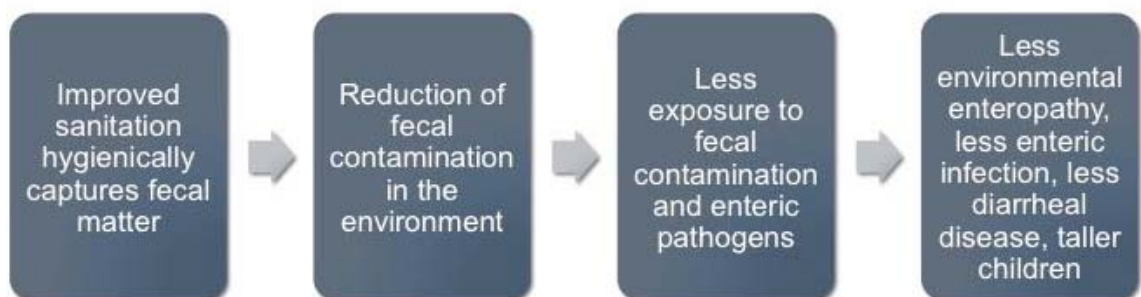 Improved
sanitation
hygienically
captures fecal
matter
Reduction of
fecal
contamination
in the
environment
Less
exposure to
fecal
contamination
and enteric
pathogens
Less
environmental
enteropathy,
less enteric
infection, less
diarrheal
disease, taller
children